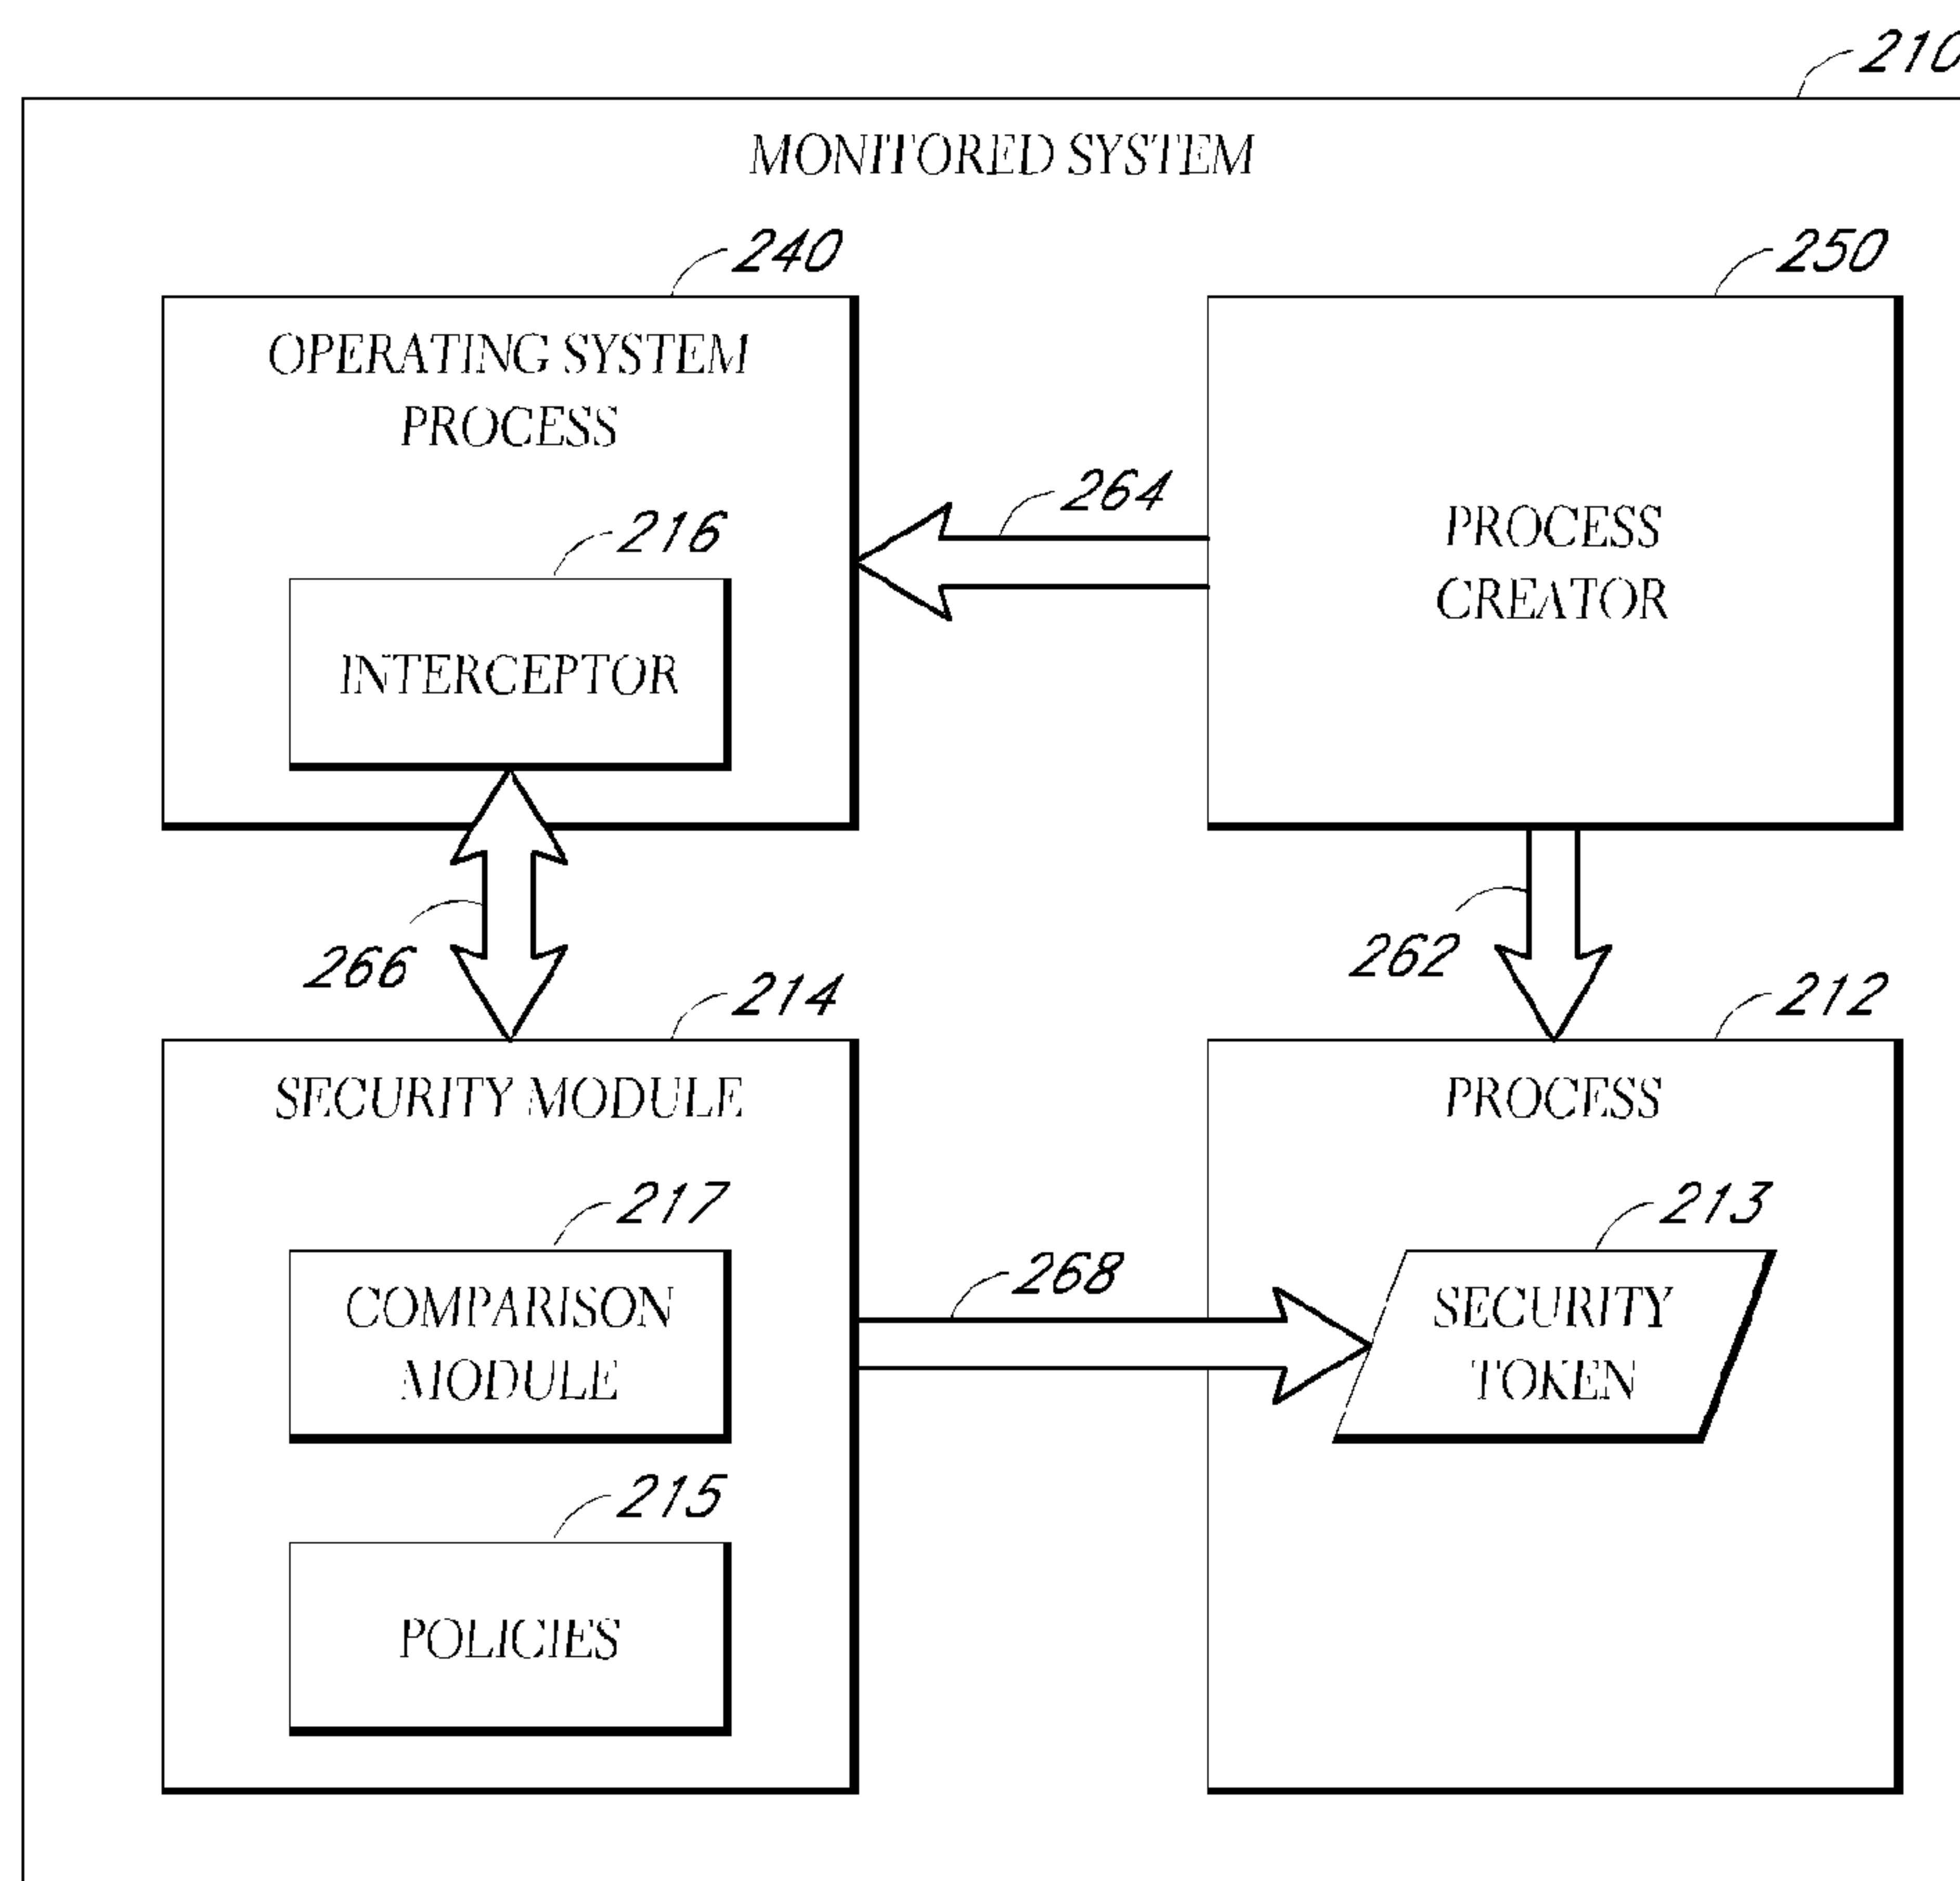 210
MONITORED SYSTEM
240
250
OPERATING SYSTEM
PROCESS
264
216
PROCESS
CREATOR
INTERCEPTOR
266
262
214
212
SECURITY MODULE
PROCESS
217
213
268
COMPARISON
MODULE
SECURITY
TOKEN
215
POLICIES